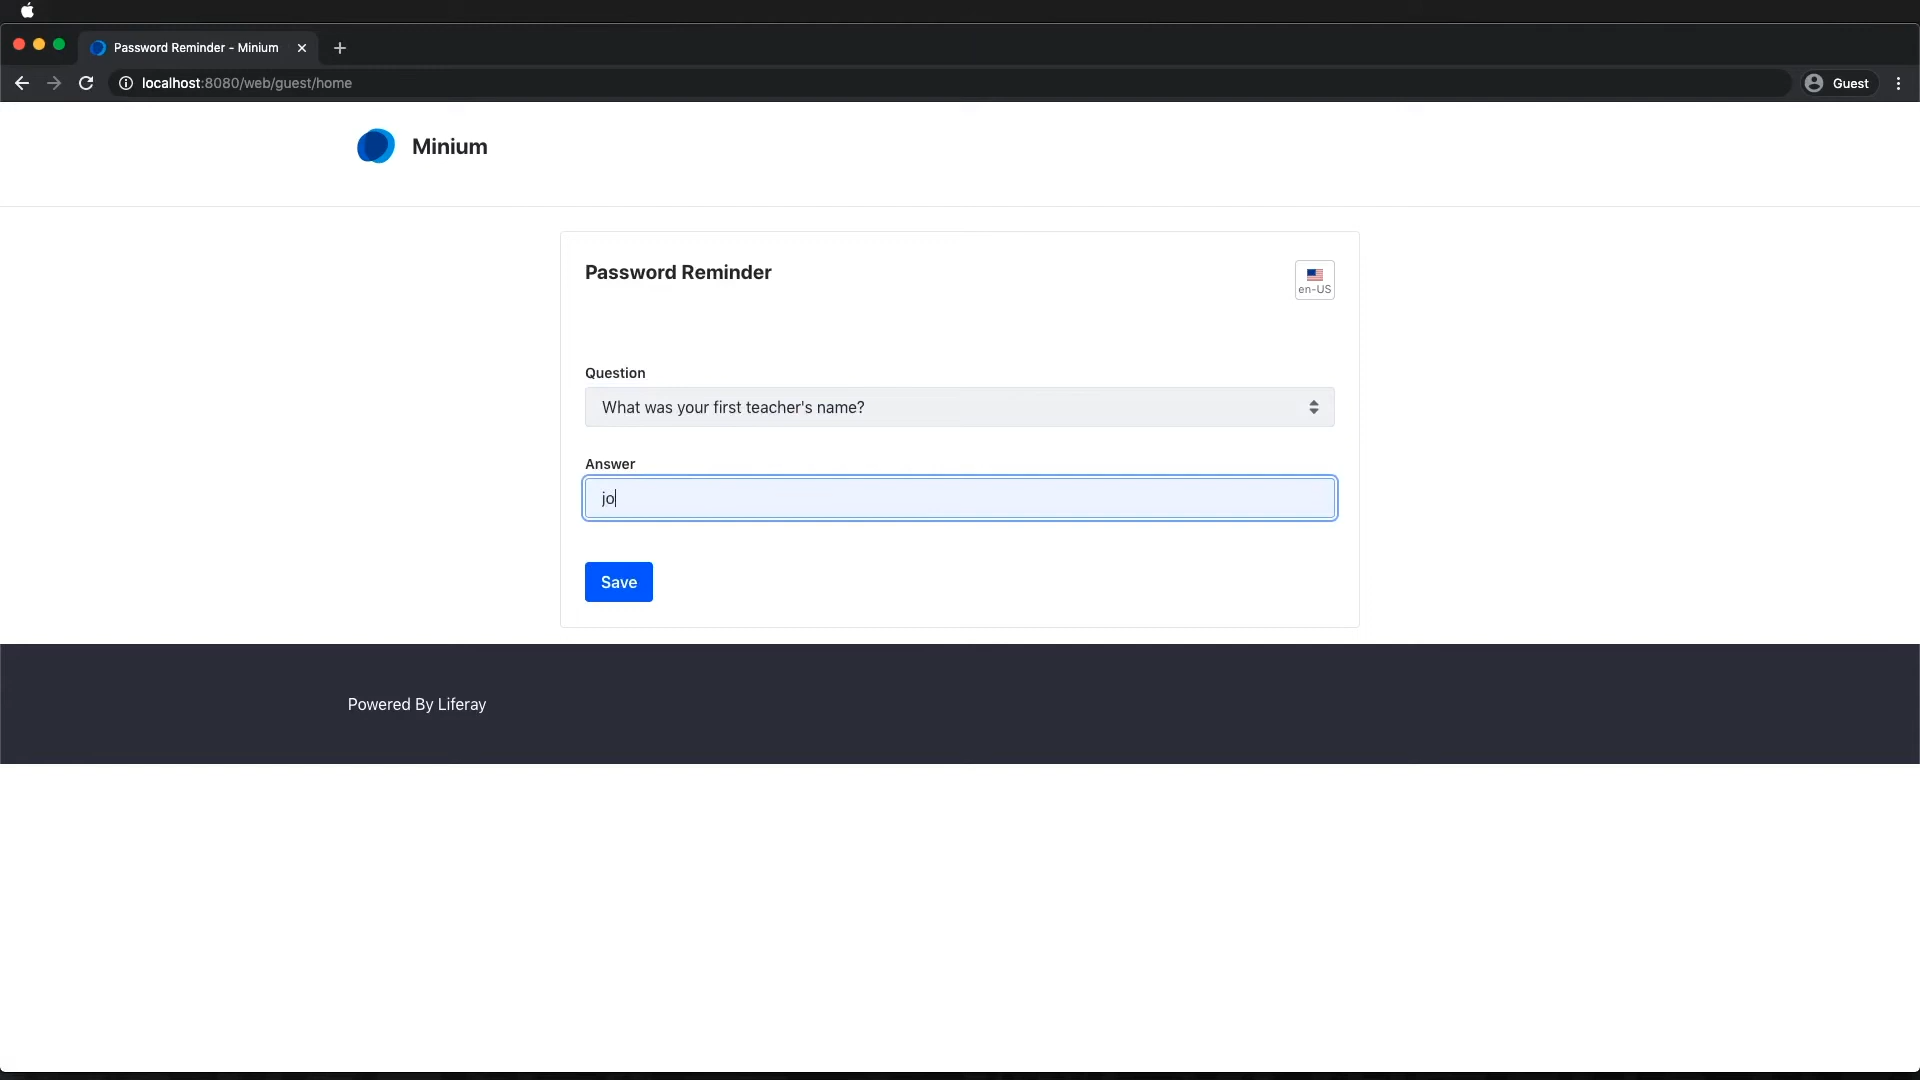 Password Reminder - Minium
localhost:8080/web/guest/home
Guest
Minium
Password Reminder
en-US
Question
What was your first teacher's name?
Answer
jo
Save
Powered By Liferay